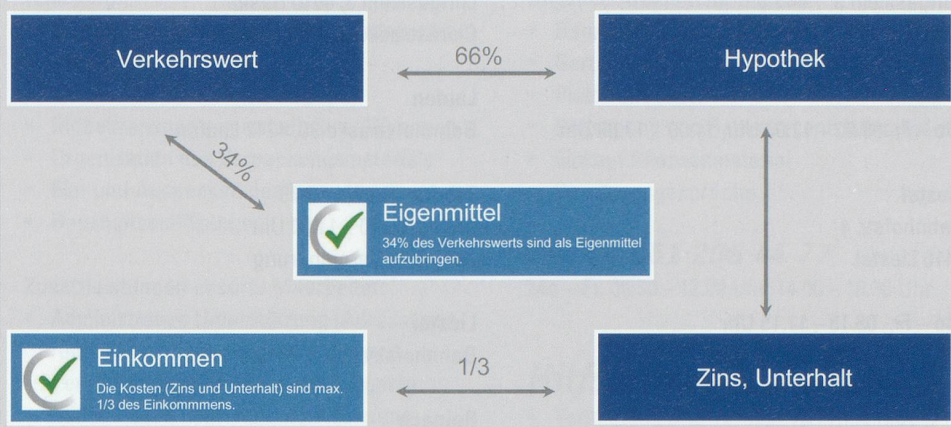 Verkehrswert
66%
Hypothek
34%
Eigenmittel
34% des Verkehrswerts sind als Eigenmittel
aufzubringen.
Einkommen
Die Kosten (Zins und Unterhalt) sind max.
1/3 des Einkommmens.
1/3
Zins, Unterhalt